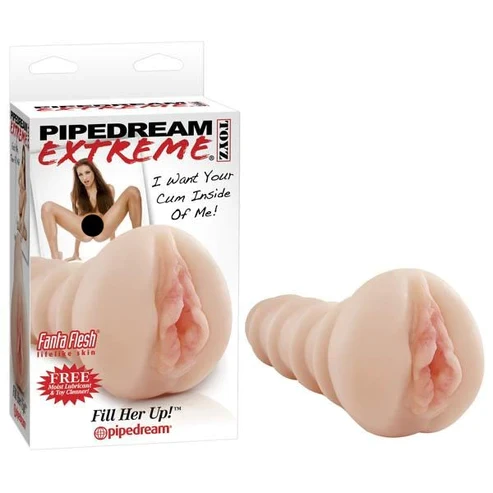 PIPEDREAM
EXTREME®
TOYZ
I Want Your
Cum Inside
Of Me!
Fanta Flesh®
lifelike skin
FREE
Moist Lubricant
& Toy Cleaner!
Fill Her Up!™
pipedream®